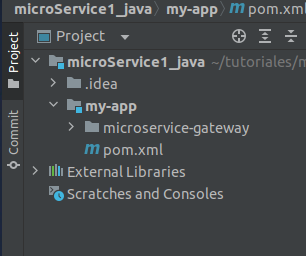 microService1_java my-app m pom.xml
Project
Project
microService1_java ~/tutoriales/m
.idea
my-app
microservice-gateway
m pom.xml
External Libraries
Scratches and Consoles
Commit